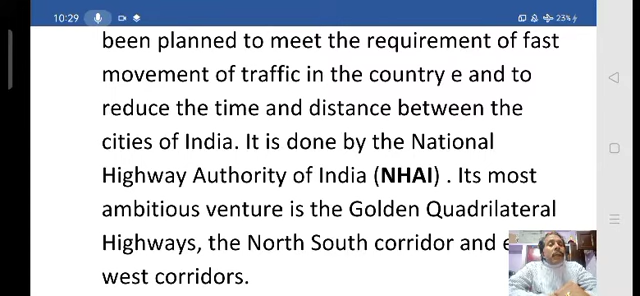 10:29
23%
been planned to meet the requirement of fast
movement of traffic in the country e and to
reduce the time and distance between the
cities of India. It is done by the National
Highway Authority of India (NHAI) . Its most
ambitious venture is the Golden Quadrilateral
Highways, the North South corridor and
west corridors.